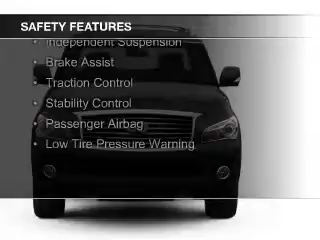 SAFETY FEATURES
• Independent Suspension
• Brake Assist
• Traction Control
• Stability Control
• Passenger Airbag
• Low Tire Pressure Warning